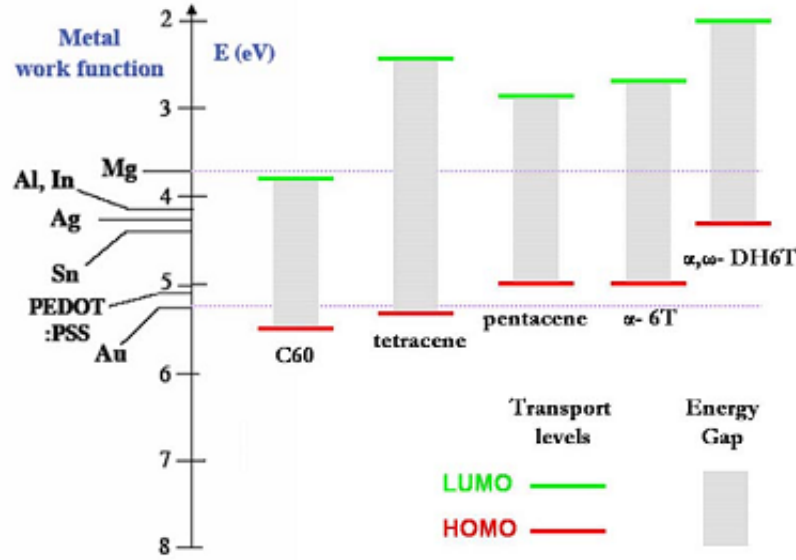 Metal
work function
E (eV)
2
3
4
5
6
7
8
Mg
Al, In
Ag
Sn
PEDOT
:PSS
Au
C60
tetracene
pentacene
α- 6T
α,ω- DH6T
Transport
levels
Energy
Gap
LUMO
HOMO